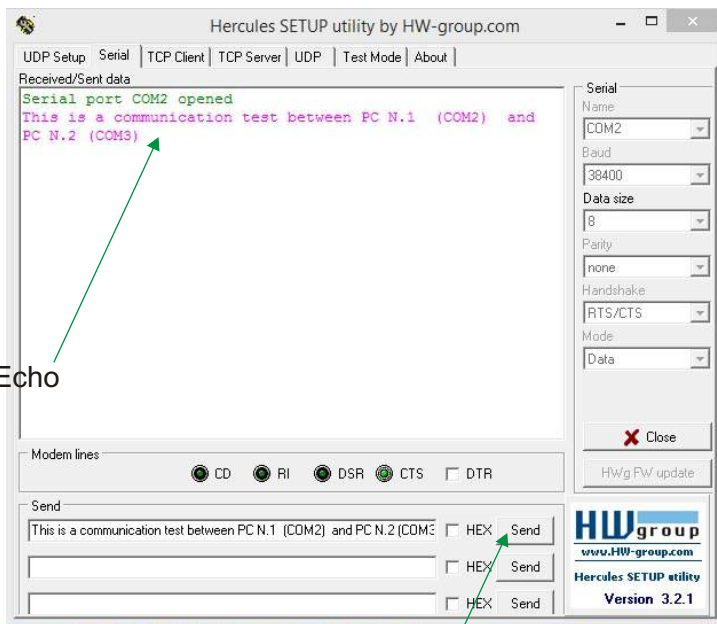 Hercules SETUP utility by HW-group.com
UDP Setup Serial TCP Client TCP Server UDP Test Mode About
Received/Sent data
Serial port COM2 opened
This is a communication test between PC N.1 (COM2) and
PC N.2 (COM3)
Echo
Serial
Name
COM2
Baud
38400
Data size
8
Parity
none
Handshake
RTS/CTS
Mode
Data
Close
HWg FW update
Modem lines
CD RI DSR CTS DTR
Send
This is a communication test between PC N.1 (COM2) and PC N.2 (COM3 HEX Send
HEX Send
HEX Send
HW group
www.HW-group.com
Hercules SETUP utility
Version 3.2.1